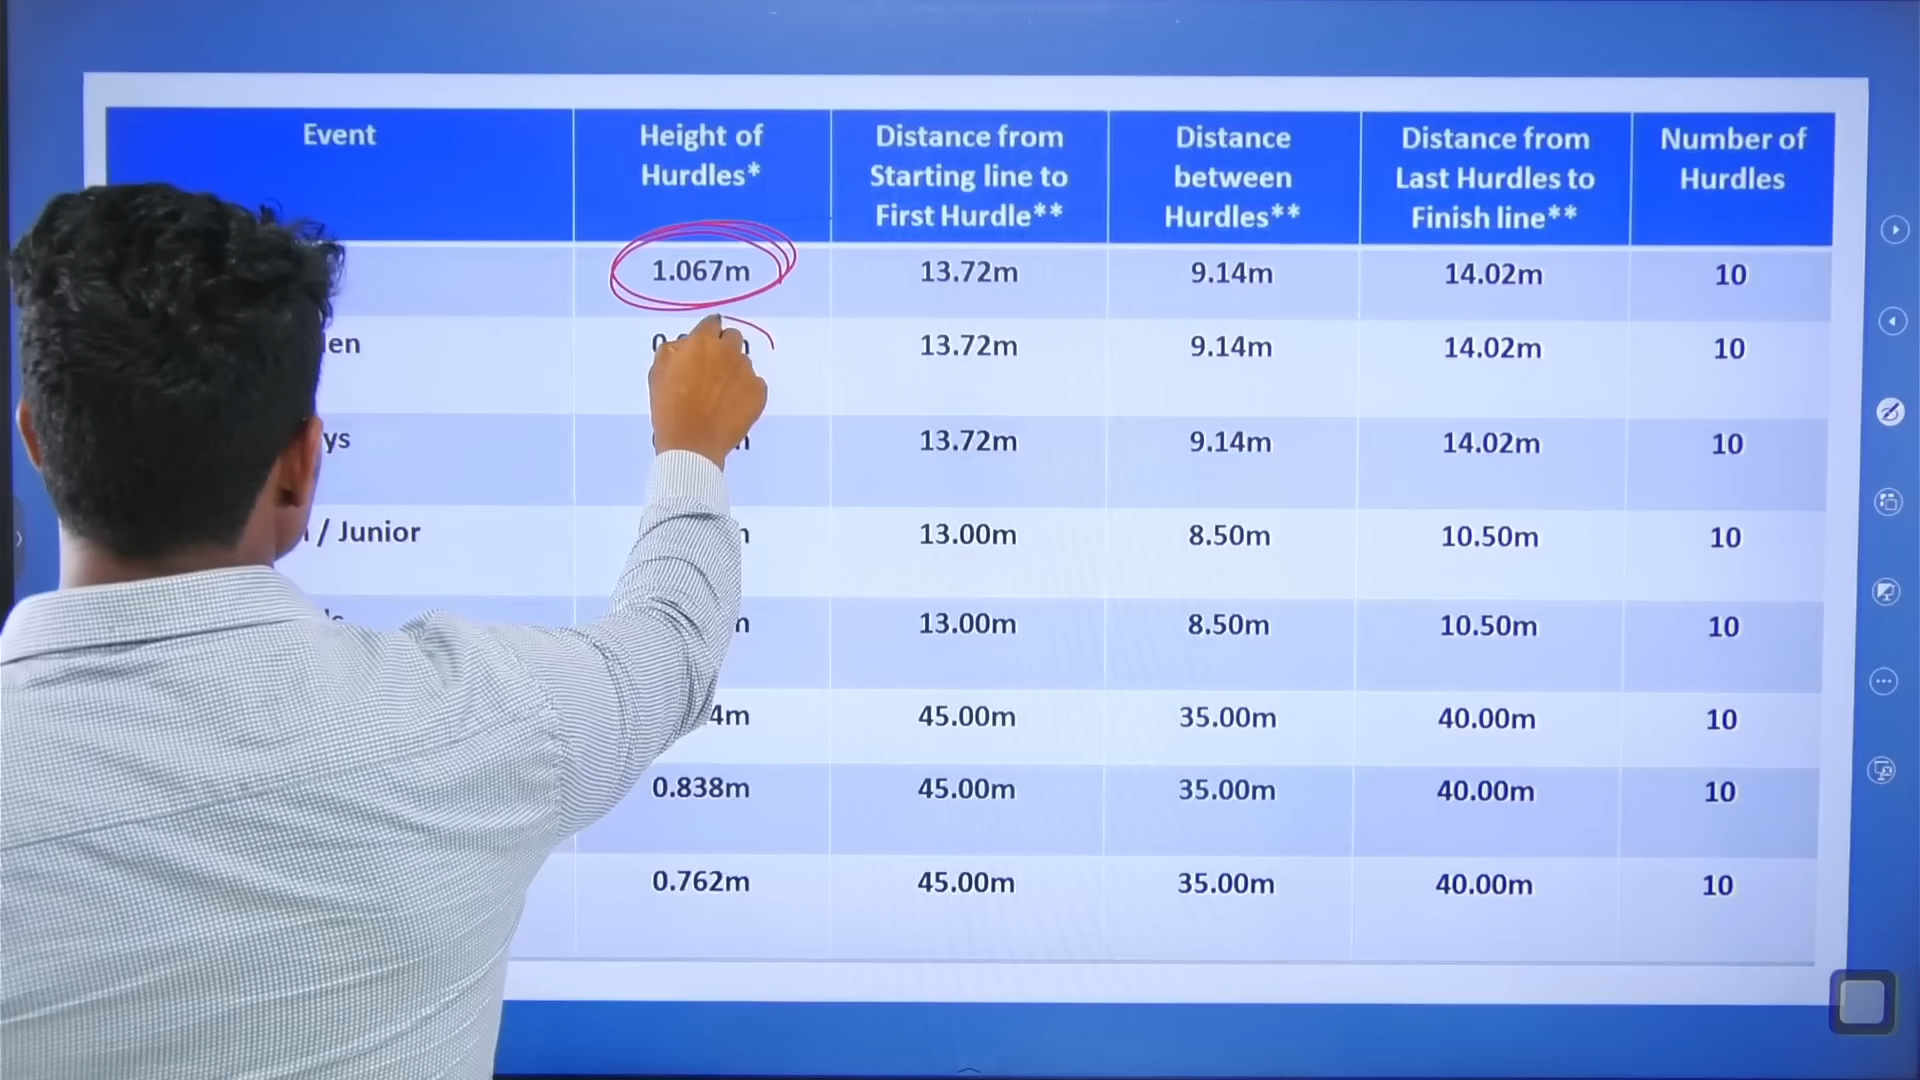 Event
Height of
Hurdles*
Distance from
Starting line to
First Hurdle**
Distance
between
Hurdles**
Distance from
Last Hurdles to
Finish line**
Number of
Hurdles
1.067m 13.72m 9.14m 14.02m 10
13.72m 9.14m 14.02m 10
13.72m 9.14m 14.02m 10
/ Junior 13.00m 8.50m 10.50m 10
13.00m 8.50m 10.50m 10
45.00m 35.00m 40.00m 10
0.838m 45.00m 35.00m 40.00m 10
0.762m 45.00m 35.00m 40.00m 10